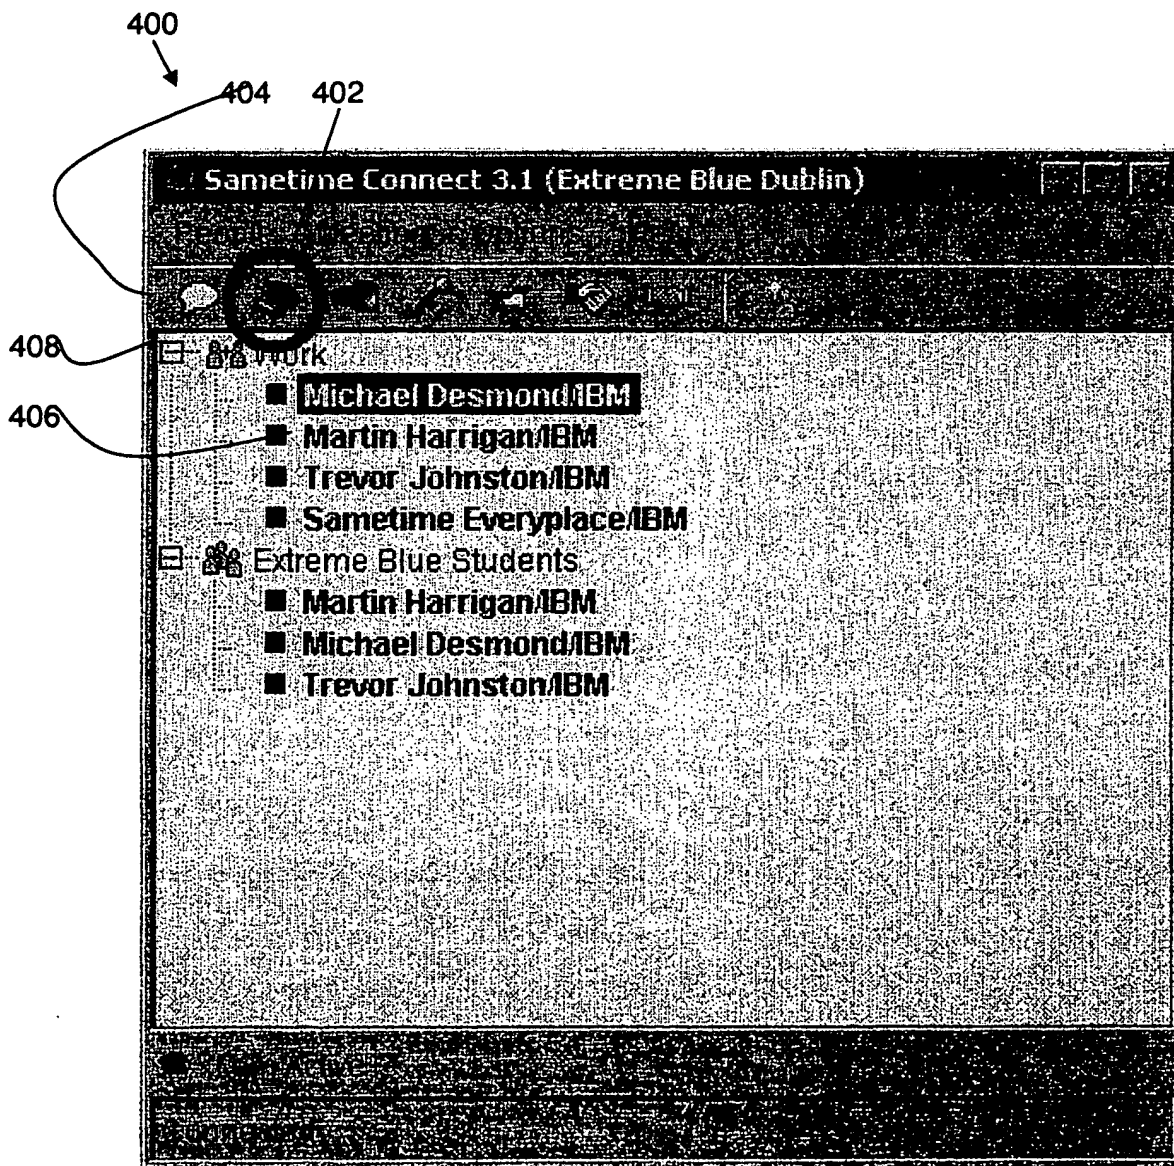 400
404 402
Sametime Connect 3.1 (Extreme Blue Dublin)
408
Work
Michael Desmond/IBM
406
Martin Harrigan/IBM
Trevor Johnston/IBM
Sametime Everyplace/IBM
Extreme Blue Students
Martin Harrigan/IBM
Michael Desmond/IBM
Trevor Johnston/IBM